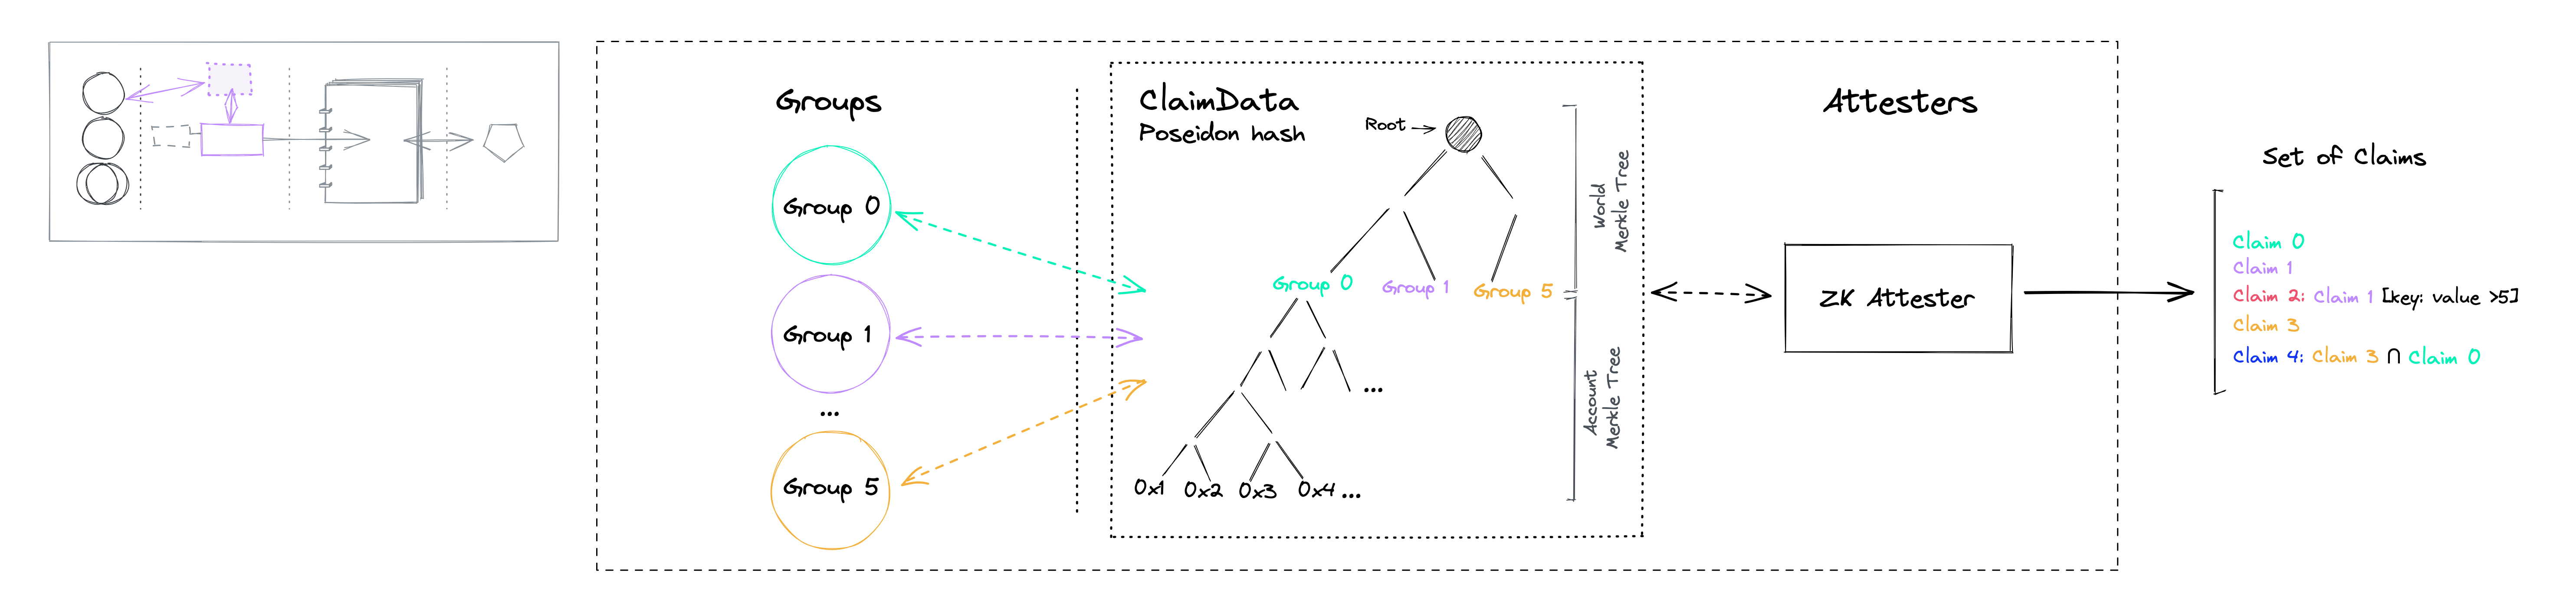 Groups
Group 0
Group 1
...
Group 5
ClaimData
Poseidon hash
Root
Group 0
Group 1
Group 5
...
0x1
0x2
0x3
0x4 ...
World
Merkle Tree
Account
Merkle Tree
Attesters
ZK Attester
Set of Claims
Claim 0
Claim 1
Claim 2: Claim 1 [key: value >5]
Claim 3
Claim 4: Claim 3 ∩ Claim 0